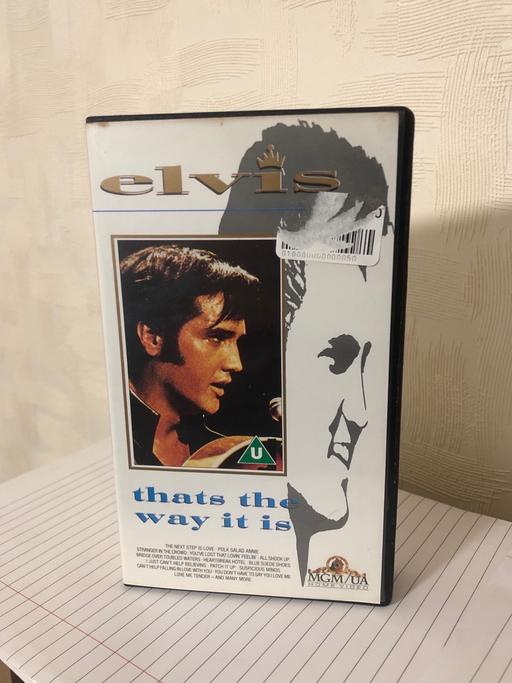 elvis
0100000000000050
U
thats the
way it is
THE NEXT STEP IS LOVE · POLK SALAD ANNIE
STRANGER IN THE CROWD · YOU'VE LOST THAT LOVIN' FEELIN' · ALL SHOOK UP
BRIDGE OVER TROUBLED WATERS · HEARTBREAK HOTEL · BLUE SUEDE SHOES
I JUST CAN'T HELP BELIEVING · PATCH IT UP · SUSPICIOUS MINDS
CAN'T HELP FALLING IN LOVE WITH YOU · YOU DON'T HAVE TO SAY YOU LOVE ME
LOVE ME TENDER – AND MANY MORE
MGM/UA
HOME VIDEO